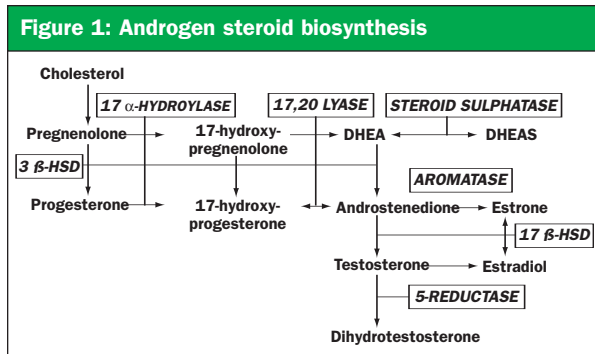 Figure 1: Androgen steroid biosynthesis
Cholesterol
17 α-HYDROYLASE
17,20 LYASE
STEROID SULPHATASE
Pregnenolone
17-hydroxy-
pregnenolone
DHEA
DHEAS
3 ß-HSD
AROMATASE
Progesterone
17-hydroxy-
progesterone
Androstenedione
Estrone
17 ß-HSD
Testosterone
Estradiol
5-REDUCTASE
Dihydrotestosterone